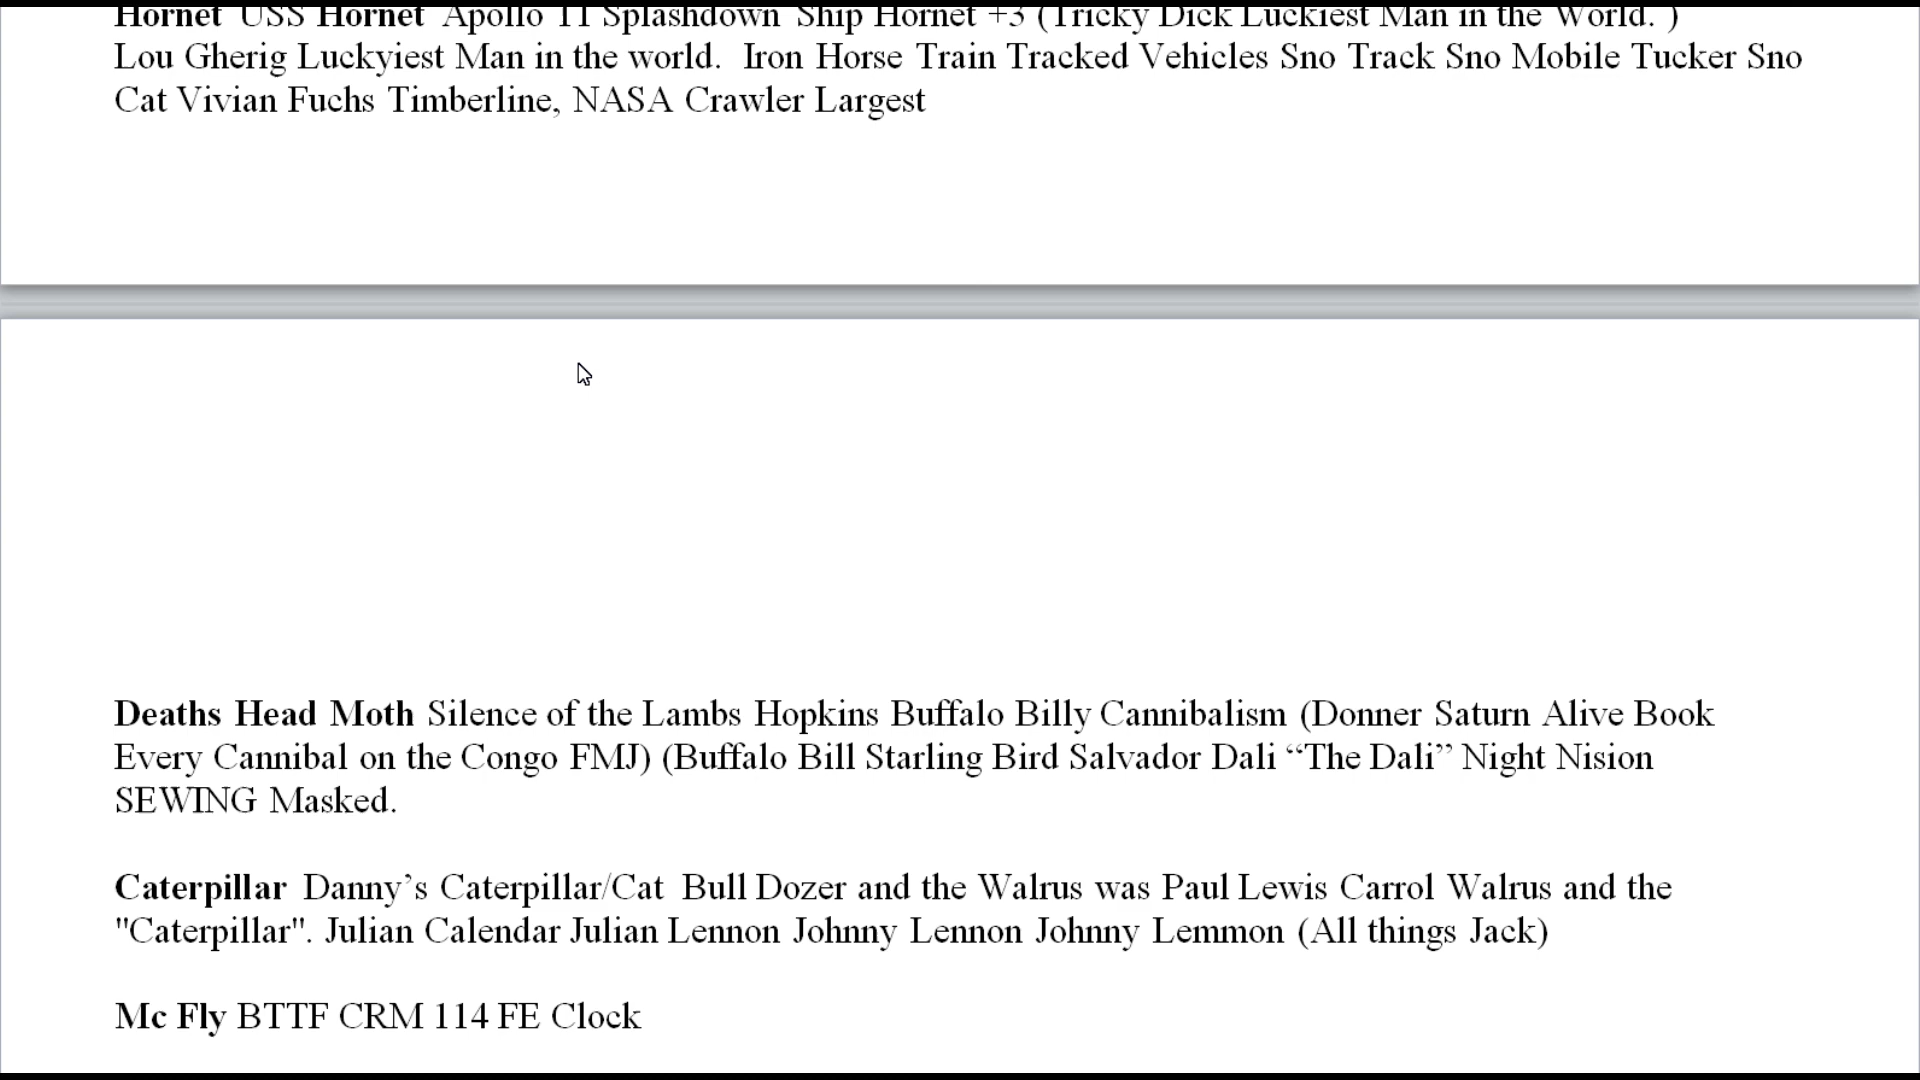 Hornet USS Hornet Apollo 11 Splashdown Ship Hornet +3 (Tricky Dick Luckiest Man in the World. )
Lou Gherig Luckyiest Man in the world. Iron Horse Train Tracked Vehicles Sno Track Sno Mobile Tucker Sno
Cat Vivian Fuchs Timberline, NASA Crawler Largest
Deaths Head Moth Silence of the Lambs Hopkins Buffalo Billy Cannibalism (Donner Saturn Alive Book
Every Cannibal on the Congo FMJ) (Buffalo Bill Starling Bird Salvador Dali “The Dali” Night Nision
SEWING Masked.
Caterpillar Danny’s Caterpillar/Cat Bull Dozer and the Walrus was Paul Lewis Carrol Walrus and the
"Caterpillar". Julian Calendar Julian Lennon Johnny Lennon Johnny Lemmon (All things Jack)
Mc Fly BTTF CRM 114 FE Clock